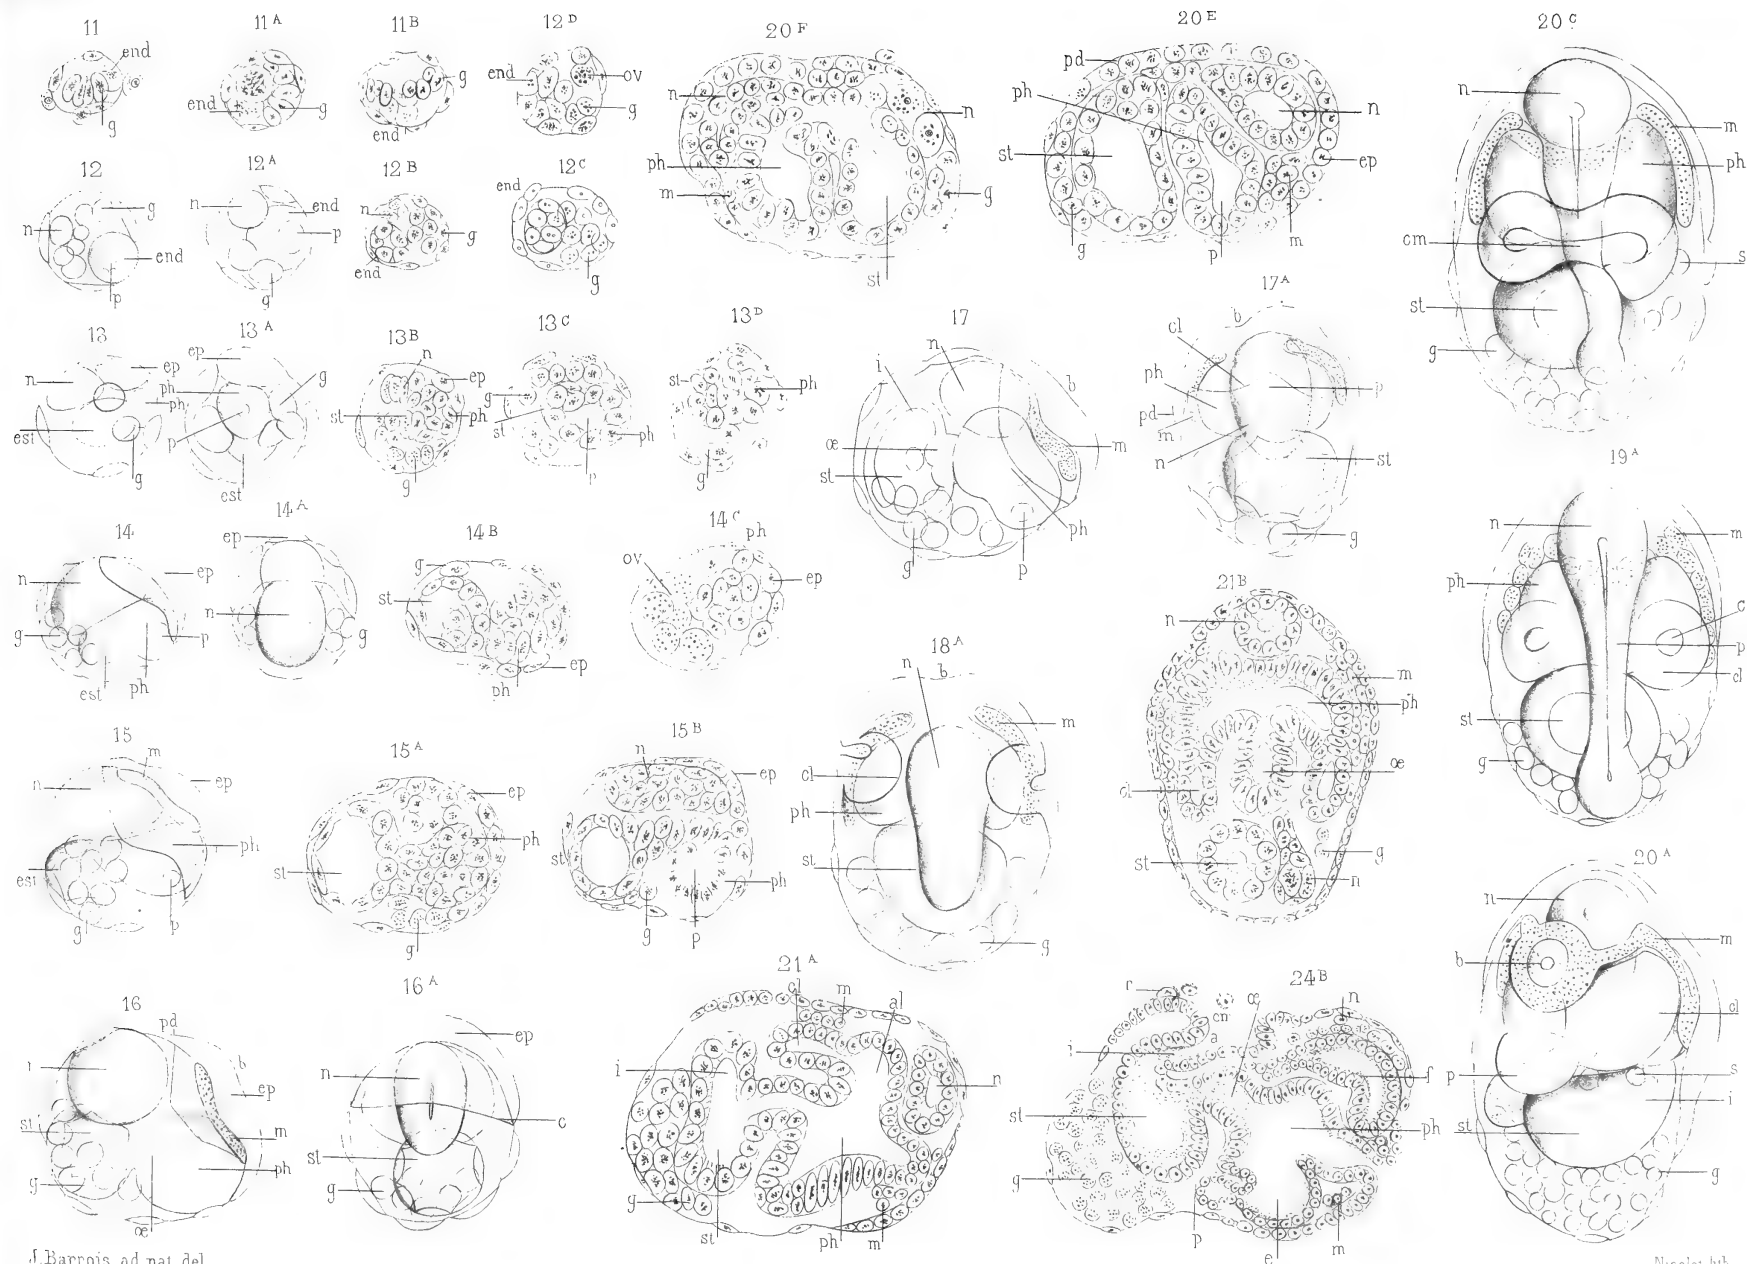 11 11A 11B 12D 20F 20E 20C
end
g
end g
g
end
end ov g
n n
ph
m g
st
pd
ph n
st ep
g p m
n
m
ph
cm s
st
g
12 12A 12B 12C
n g
end
p
n end
p
g
n
g
end
end
g
13 13A 13B 13C 13D 17 17A
n ep
ph
est
g
ep
ph g
p
est
n
ep
st ph
g
g
st ph
p
st ph
g
n
i b
œ m
st
g p ph
b
cl
ph p
pd
m
n st
g
14 14A 14B 14C 19A
n ep
g p
est ph
ep
n
g
g
st
ep
ph
ph
ov ep
n m
ph c
p
cl
st
g
15 15A 15B 18A 21B
m
n ep
ph
est
g p
ep
ph
st
g
n ep
st
ph
g p
n b
m
cl
ph
st
g
n
m
ph
œ
cl
st g
n
16 16A 21A 24B 20A
pd
b
ep
st m
g ph
œ
ep
n
c
st
g
cl m al
i n
g
st ph m
r œ n
cn
a
i f
st ph
g
p e m
n
m
b
cl
p s
i
st
g
J. Barrois ad nat. del.